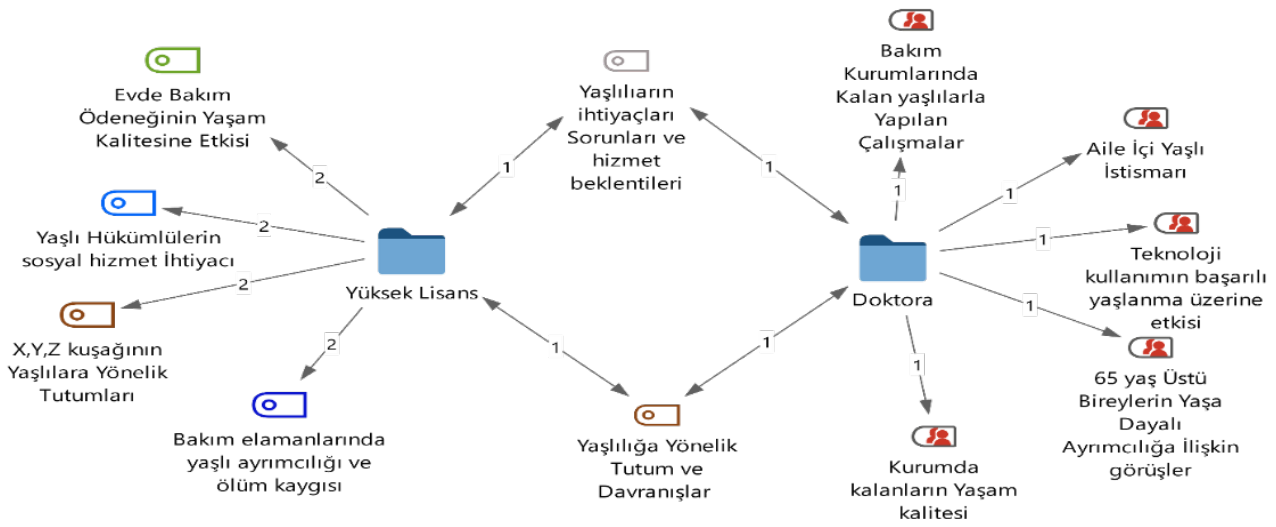 Evde Bakım
Ödeneğinin Yaşam
Kalitesine Etkisi
Yaşlılıarın
ihtiyaçları
Sorunları ve
hizmet
beklentileri
Bakım
Kurumlarında
Kalan yaşlılarla
Yapılan
Çalışmalar
Aile İçi Yaşlı
İstismarı
2
1
1
1
1
Yaşlı Hükümlülerin
sosyal hizmet İhtiyacı
2
2
Yüksek Lisans
Doktora
1
Teknoloji
kullanımın başarılı
yaşlanma üzerine
etkisi
1
X,Y,Z kuşağının
Yaşlılara Yönelik
Tutumları
2
1
1
1
65 yaş Üstü
Bireylerin Yaşa
Dayalı
Ayrımcılığa İlişkin
görüşler
Bakım elamanlarında
yaşlı ayrımcılığı ve
ölüm kaygısı
Yaşlılığa Yönelik
Tutum ve
Davranışlar
Kurumda
kalanların Yaşam
kalitesi